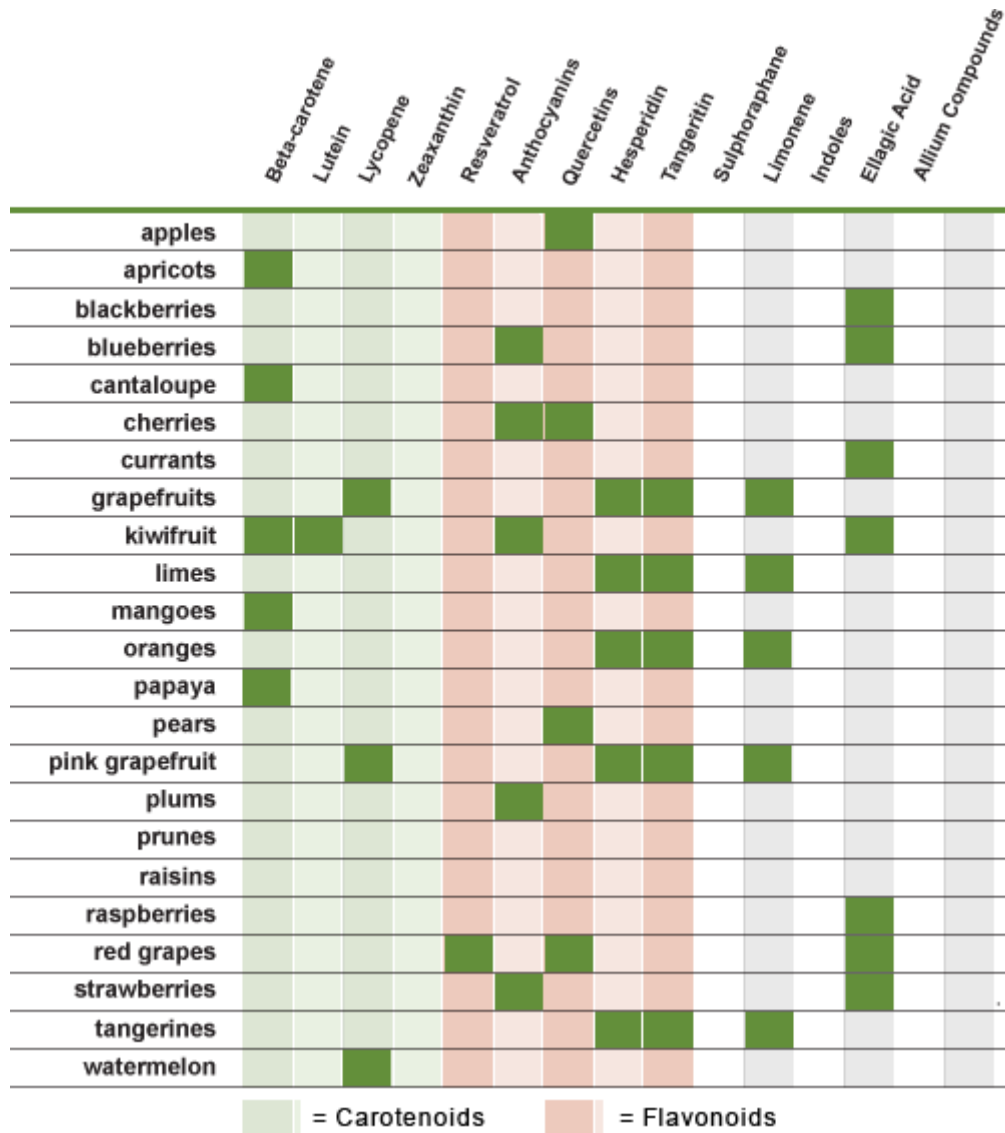 Beta-carotene
Lutein
Lycopene
Zeaxanthin
Resveratrol
Anthocyanins
Quercetins
Hesperidin
Tangeritin
Sulphoraphane
Limonene
Indoles
Ellagic Acid
Allium Compounds
apples
apricots
blackberries
blueberries
cantaloupe
cherries
currants
grapefruits
kiwifruit
limes
mangoes
oranges
papaya
pears
pink grapefruit
plums
prunes
raisins
raspberries
red grapes
strawberries
tangerines
watermelon
= Carotenoids
= Flavonoids